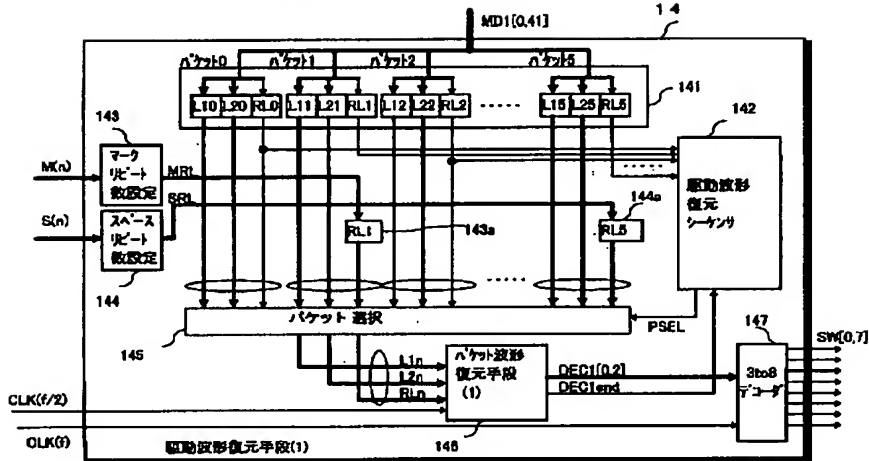 14
MD1[0,41]
パケット0
パケット1
パケット2
パケット5
L10 L20 RL0
L11 L21 RL1
L12 L22 RL2
.....
L15 L25 RL5
141
143
142
M(n)
マーク
リピート
数設定
MRt
S(n)
スペース
リピート
数設定
SRt
144
RL1
143a
RL5
144a
......
駆動波形
復元
シーケンサ
.....
パケット 選択
145
PSEL
147
SW[0,7]
L1n
L2n
RLn
パケット波形
復元手段
(1)
DEC1[0,2]
DEC1end
3to8
デコーダ
CLK(f/2)
CLK(f)
146
駆動波形復元手段(1)